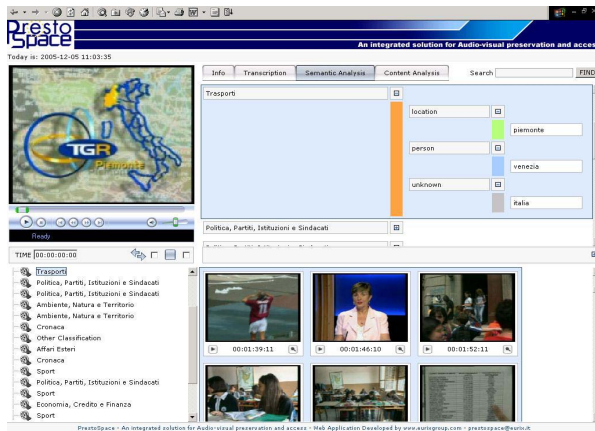 Presto
Space
An integrated solution for Audio-visual preservation and acces
Today is: 2005-12-05 11:03:35
Info
Transcription
Semantic Analysis
Content Analysis
Search
FIND
TGR
Piemonte
Trasporti
location
piemonte
person
venezia
unknown
italia
Politica, Partiti, Istituzioni e Sindacati
Ready
TIME 00:00:00:00
Trasporti
Politica, Partiti, Istituzioni e Sindacati
Politica, Partiti, Istituzioni e Sindacati
Ambiente, Natura e Territorio
Ambiente, Natura e Territorio
Cronaca
Other Classification
Affari Esteri
Cronaca
Sport
Politica, Partiti, Istituzioni e Sindacati
Sport
Economia, Credito e Finanza
Sport
00:01:39:11
00:01:46:10
00:01:52:11
PrestoSpace - An integrated solution for Audio-visual preservation and access - Web Application Developed by www.eurixgroup.com - prestospace@eurix.it